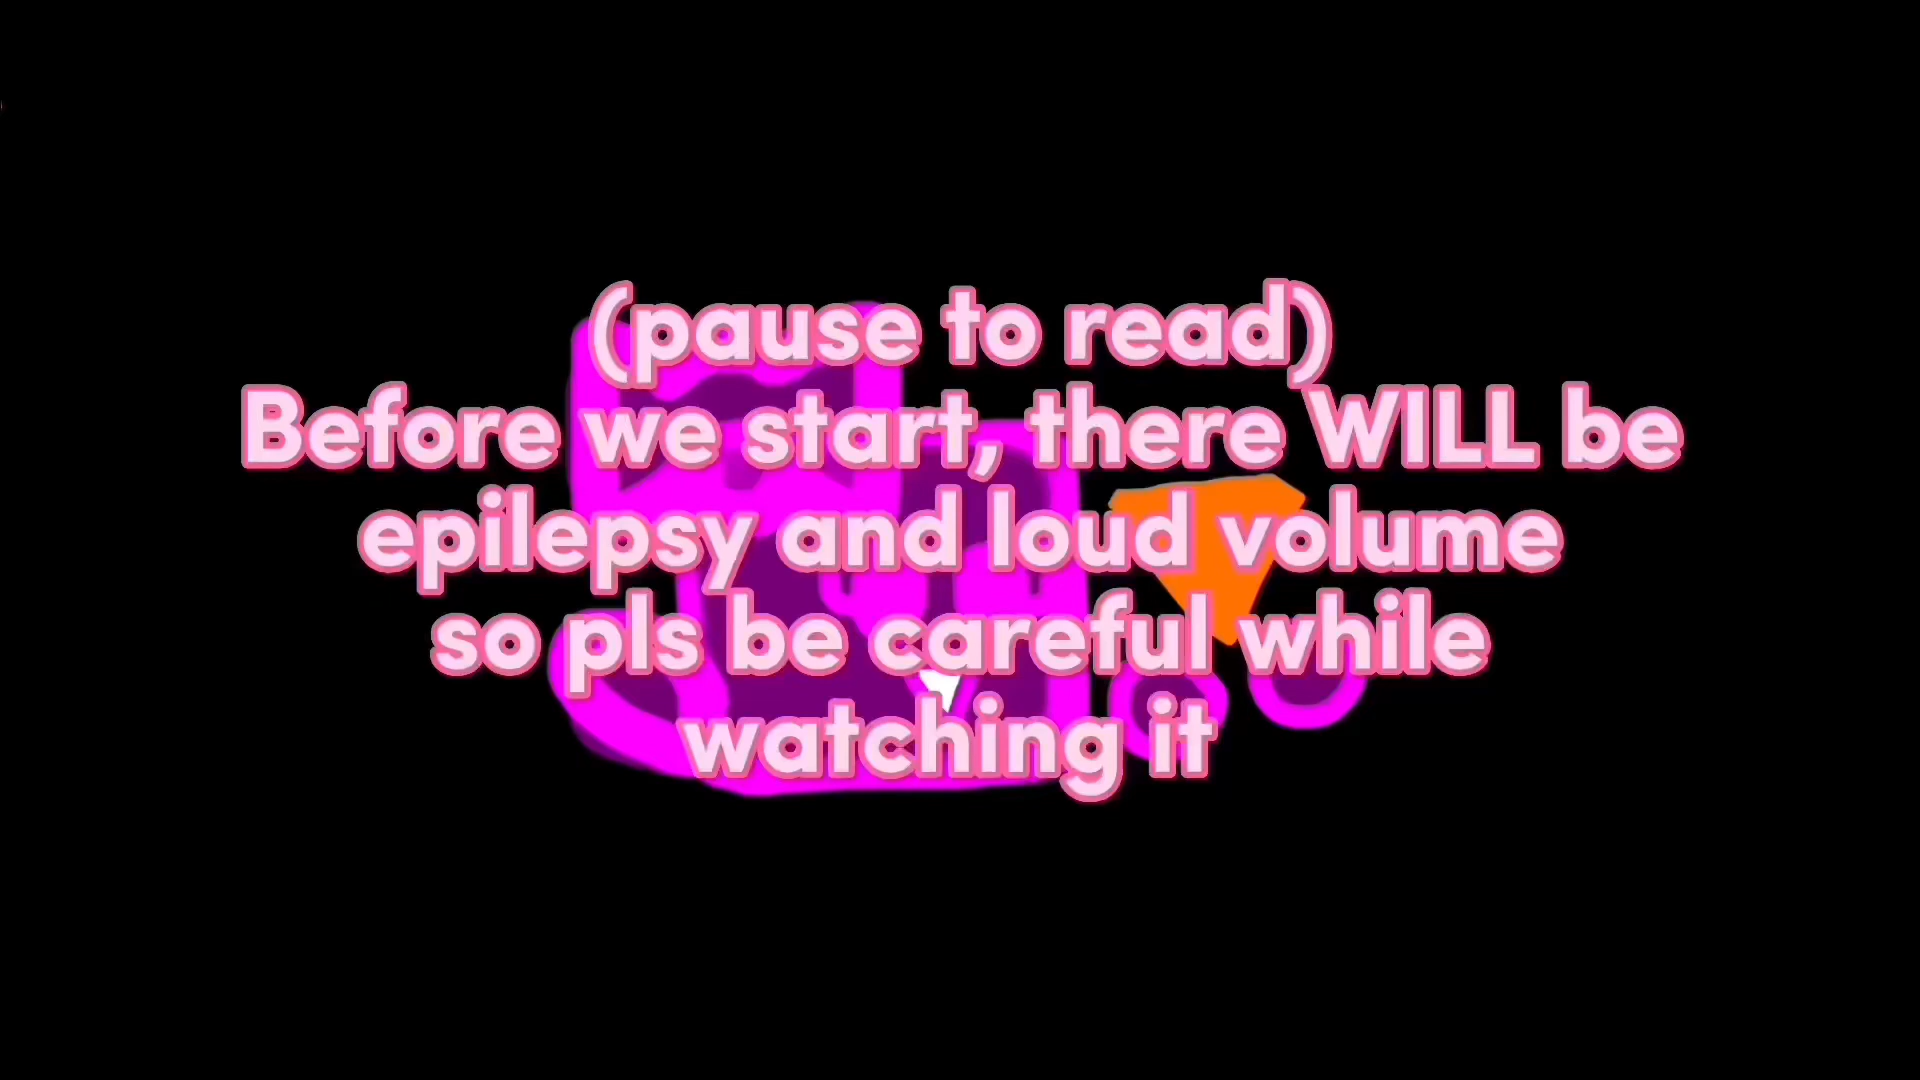 (pause to read)
Before we start, there WILL be
epilepsy and loud volume
so pls be careful while
watching it